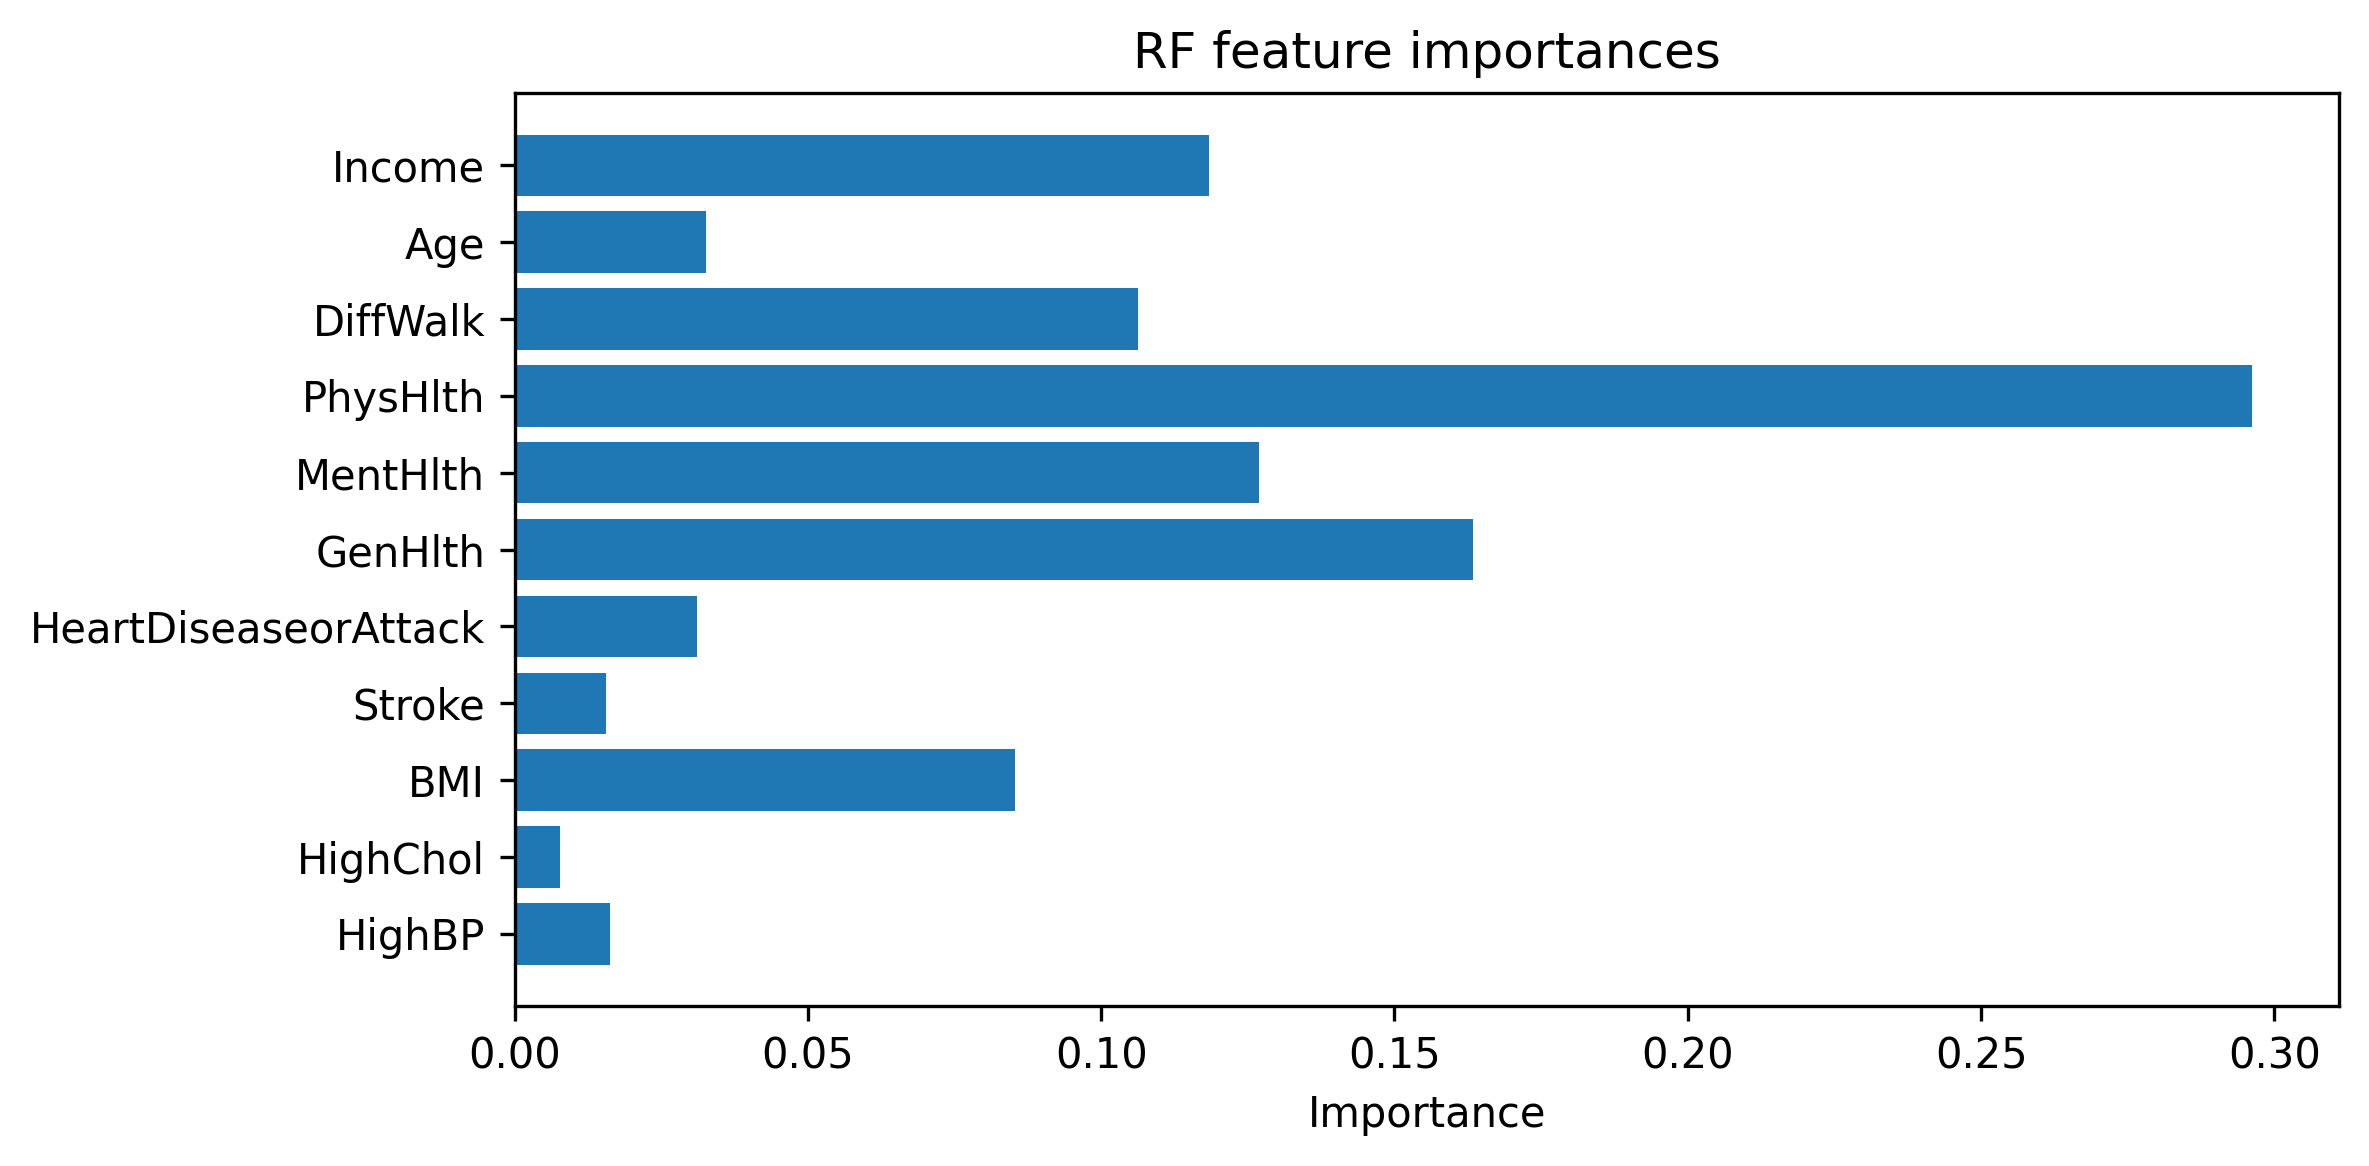 RF feature importances
Income
Age
DiffWalk
PhysHlth
MentHlth
GenHlth
HeartDiseaseorAttack
Stroke
BMI
HighChol
HighBP
0.00 0.05 0.10 0.15 0.20 0.25 0.30
Importance